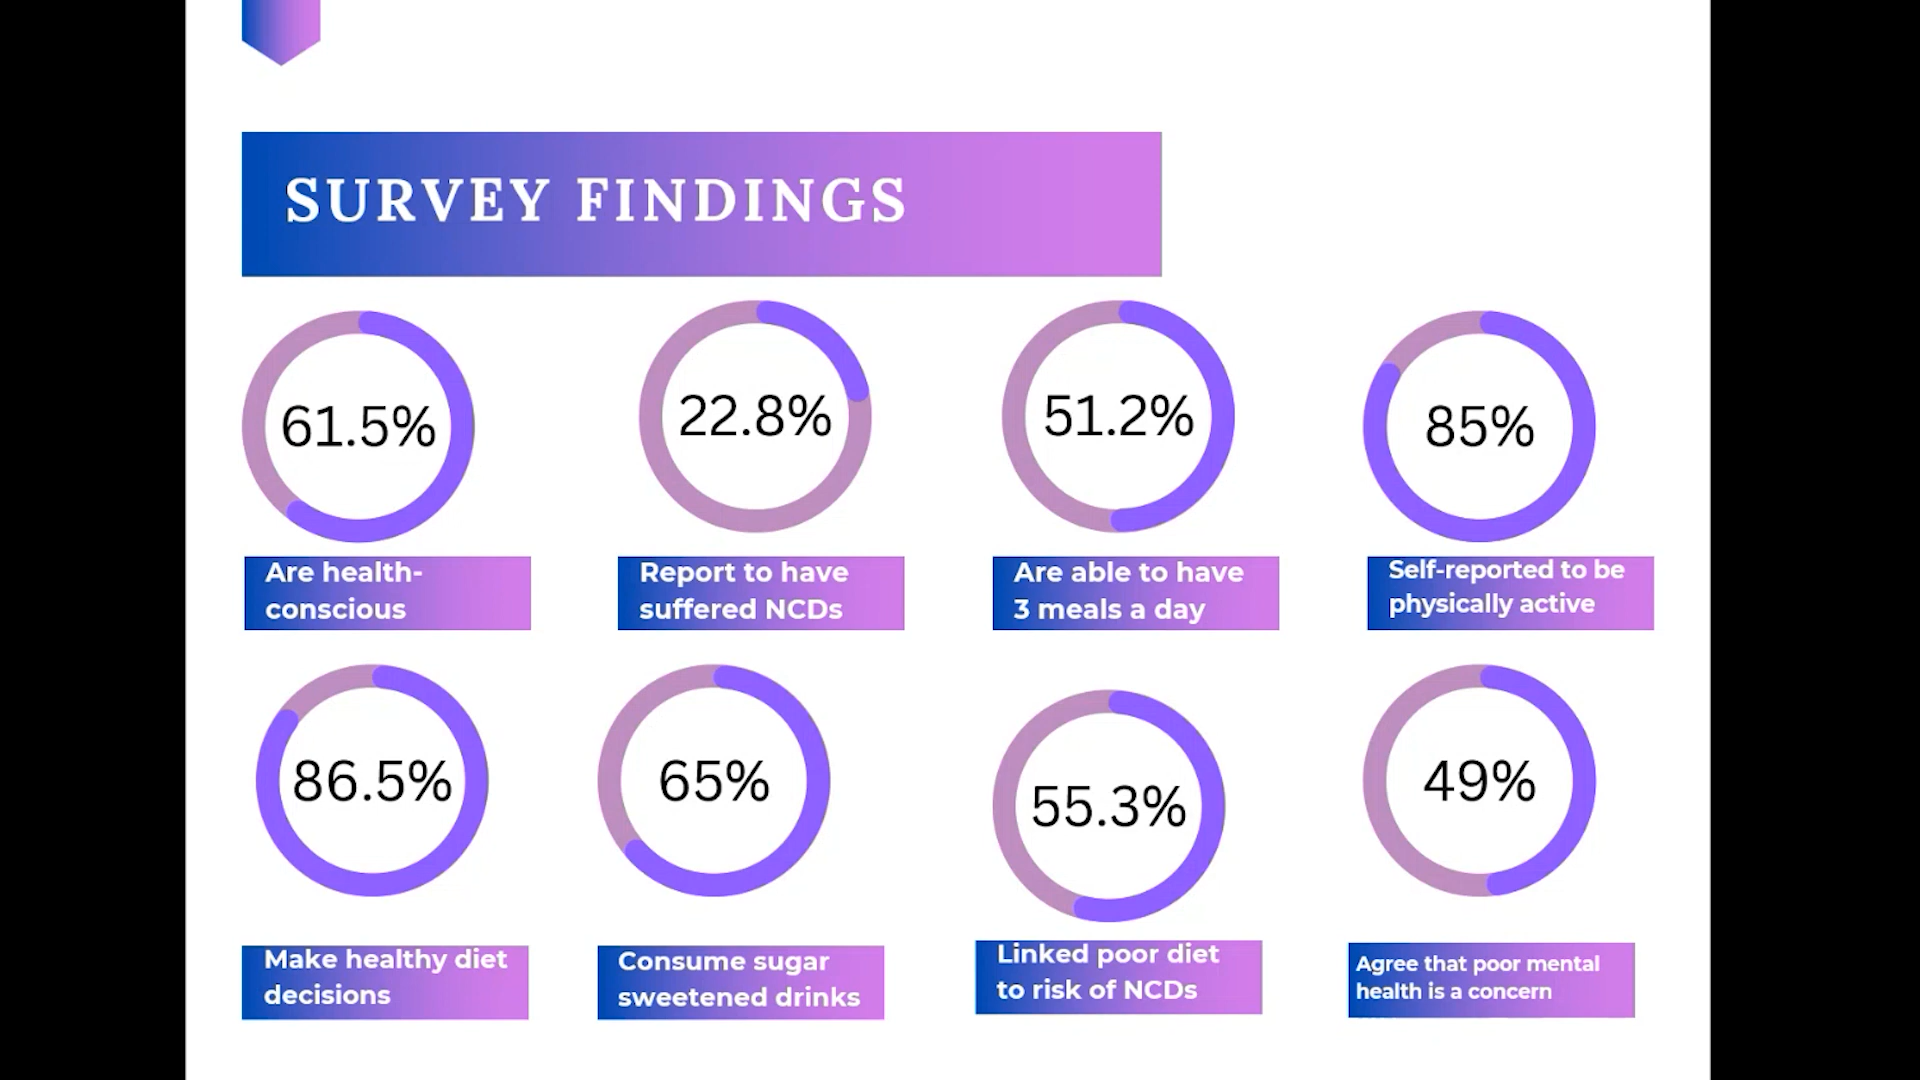 SURVEY FINDINGS
61.5%
22.8%
51.2%
85%
Are health-
conscious
Report to have
suffered NCDs
Are able to have
3 meals a day
Self-reported to be
physically active
86.5%
65%
55.3%
49%
Make healthy diet
decisions
Consume sugar
sweetened drinks
Linked poor diet
to risk of NCDs
Agree that poor mental
health is a concern